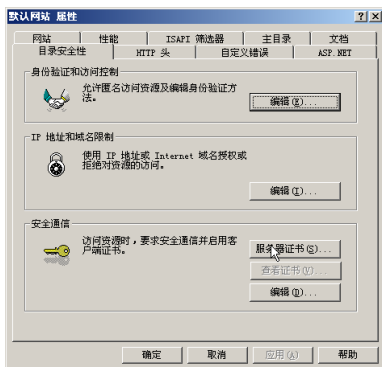 默认网站 属性
网站 性能 ISAPI 筛选器 主目录 文档
目录安全性 HTTP 头 自定义错误 ASP.NET
身份验证和访问控制
允许匿名访问资源及编辑身份验证方
法。
编辑(E)...
IP 地址和域名限制
使用 IP 地址或 Internet 域名授权或
拒绝对资源的访问。
编辑(I)...
安全通信
访问资源时，要求安全通信并启用客
户端证书。
服务器证书(S)...
查看证书(V)...
编辑(D)...
确定 取消 应用(A) 帮助